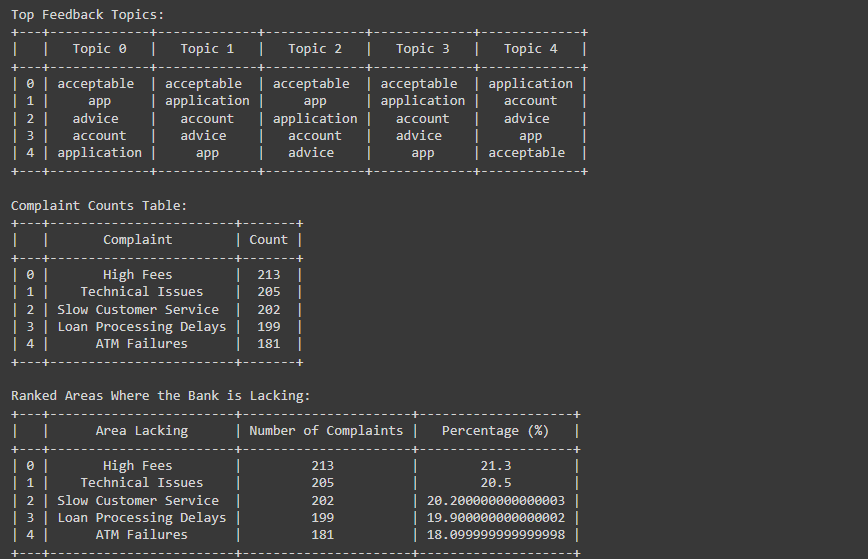 Top Feedback Topics:
+---+-------------+-------------+-------------+-------------+-------------+
|   |   Topic 0   |   Topic 1   |   Topic 2   |   Topic 3   |   Topic 4   |
+---+-------------+-------------+-------------+-------------+-------------+
| 0 | acceptable  | acceptable  | acceptable  | acceptable  | application |
| 1 |     app     | application |     app     | application |   account   |
| 2 |   advice    |   account   | application |   account   |   advice    |
| 3 |   account   |   advice    |   account   |   advice    |     app     |
| 4 | application |     app     |   advice    |     app     | acceptable  |
+---+-------------+-------------+-------------+-------------+-------------+
Complaint Counts Table:
+---+-------------------------+-------+
|   |        Complaint        | Count |
+---+-------------------------+-------+
| 0 |        High Fees        |  213  |
| 1 |    Technical Issues     |  205  |
| 2 |  Slow Customer Service  |  202  |
| 3 | Loan Processing Delays  |  199  |
| 4 |      ATM Failures       |  181  |
+---+-------------------------+-------+
Ranked Areas Where the Bank is Lacking:
+---+-------------------------+----------------------+--------------------+
|   |      Area Lacking       | Number of Complaints |   Percentage (%)   |
+---+-------------------------+----------------------+--------------------+
| 0 |        High Fees        |         213          |        21.3        |
| 1 |    Technical Issues     |         205          |        20.5        |
| 2 |  Slow Customer Service  |         202          | 20.200000000000003 |
| 3 | Loan Processing Delays  |         199          | 19.900000000000002 |
| 4 |      ATM Failures       |         181          | 18.099999999999998 |
+---+-------------------------+----------------------+--------------------+